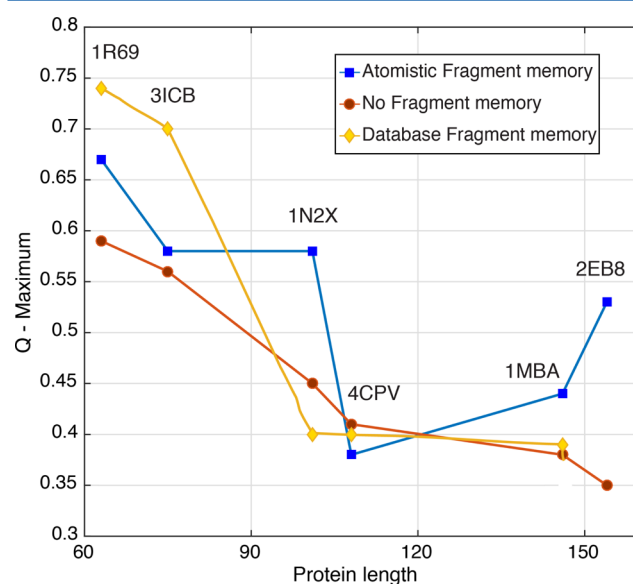 0.8
0.75
0.7
0.65
0.6
0.55
0.5
0.45
0.4
0.35
0.3
Q - Maximum
1R69
3ICB
1N2X
4CPV
1MBA
2EB8
Atomistic Fragment memory
No Fragment memory
Database Fragment memory
60
90
120
150
Protein length